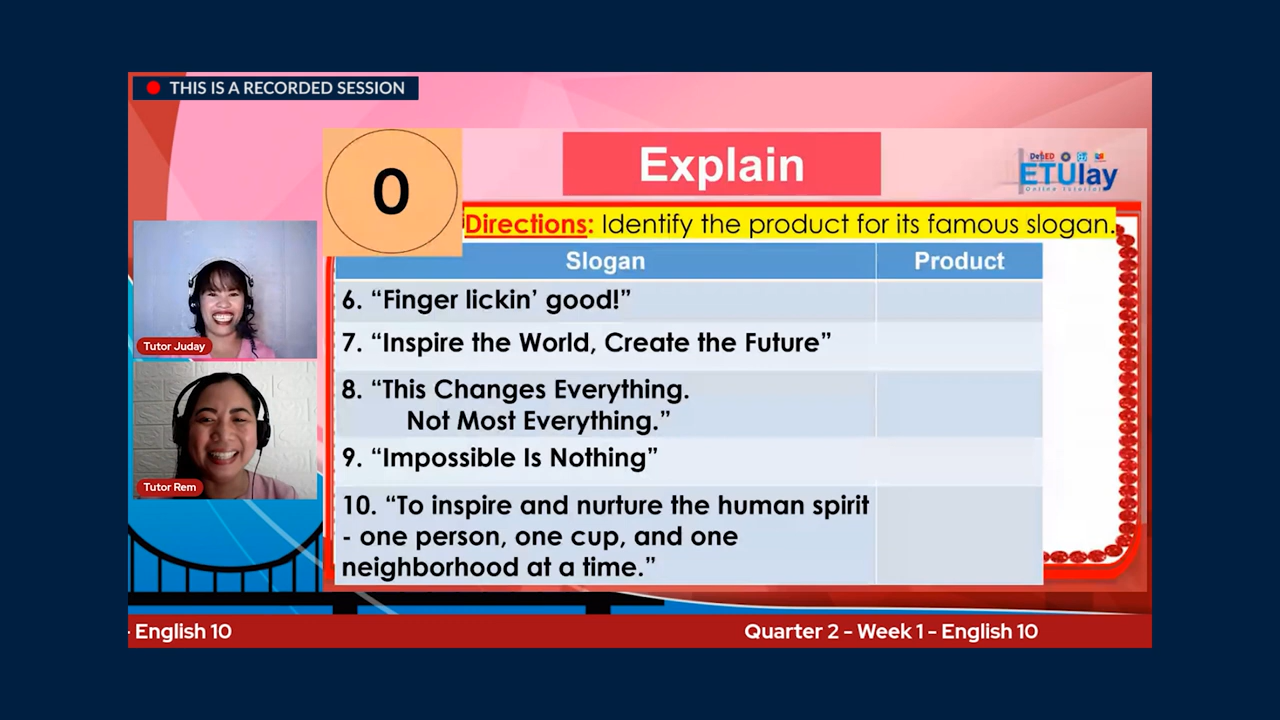 THIS IS A RECORDED SESSION
0
Explain
DepED
ETUlay
Online Tutorial
Directions: Identify the product for its famous slogan.
Slogan Product
6. “Finger lickin’ good!”
7. “Inspire the World, Create the Future”
8. “This Changes Everything.
Not Most Everything.”
9. “Impossible Is Nothing”
10. “To inspire and nurture the human spirit
- one person, one cup, and one
neighborhood at a time.”
Tutor Juday
Tutor Rem
- English 10
Quarter 2 – Week 1 – English 10